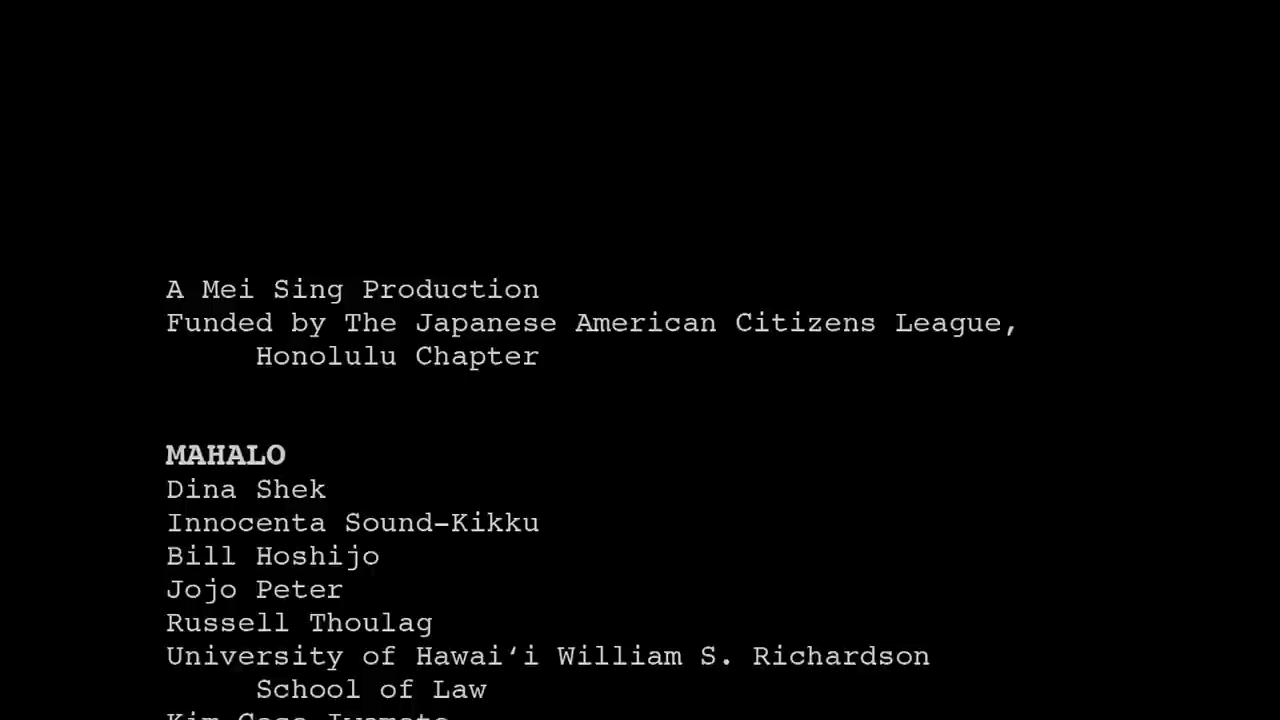 A Mei Sing Production
Funded by The Japanese American Citizens League,
Honolulu Chapter
MAHALO
Dina Shek
Innocenta Sound-Kikku
Bill Hoshijo
Jojo Peter
Russell Thoulag
University of Hawai‘i William S. Richardson
School of Law